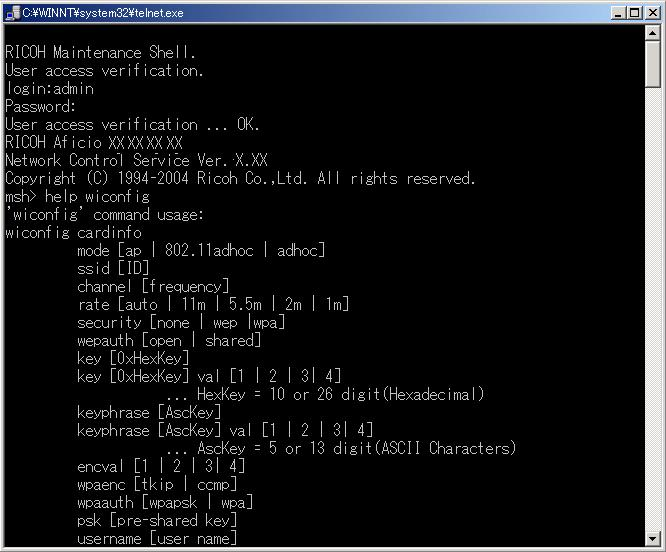 C:¥WINNT¥system32¥telnet.exe
RICOH Maintenance Shell.
User access verification.
login:admin
Password:
User access verification ... OK.
RICOH Aficio XX XX XX XX
Network Control Service Ver. X.XX
Copyright (C) 1994-2004 Ricoh Co.,Ltd. All rights reserved.
msh> help wiconfig
'wiconfig' command usage:
wiconfig cardinfo
mode [ap | 802.11adhoc | adhoc]
ssid [ID]
channel [frequency]
rate [auto | 11m | 5.5m | 2m | 1m]
security [none | wep |wpa]
wepauth [open | shared]
key [0xHexKey]
key [0xHexKey] val [1 | 2 | 3| 4]
... HexKey = 10 or 26 digit(Hexadecimal)
keyphrase [AscKey]
keyphrase [AscKey] val [1 | 2 | 3| 4]
... AscKey = 5 or 13 digit(ASCII Characters)
encval [1 | 2 | 3| 4]
wpaenc [tkip | ccmp]
wpaauth [wpapsk | wpa]
psk [pre-shared key]
username [user name]